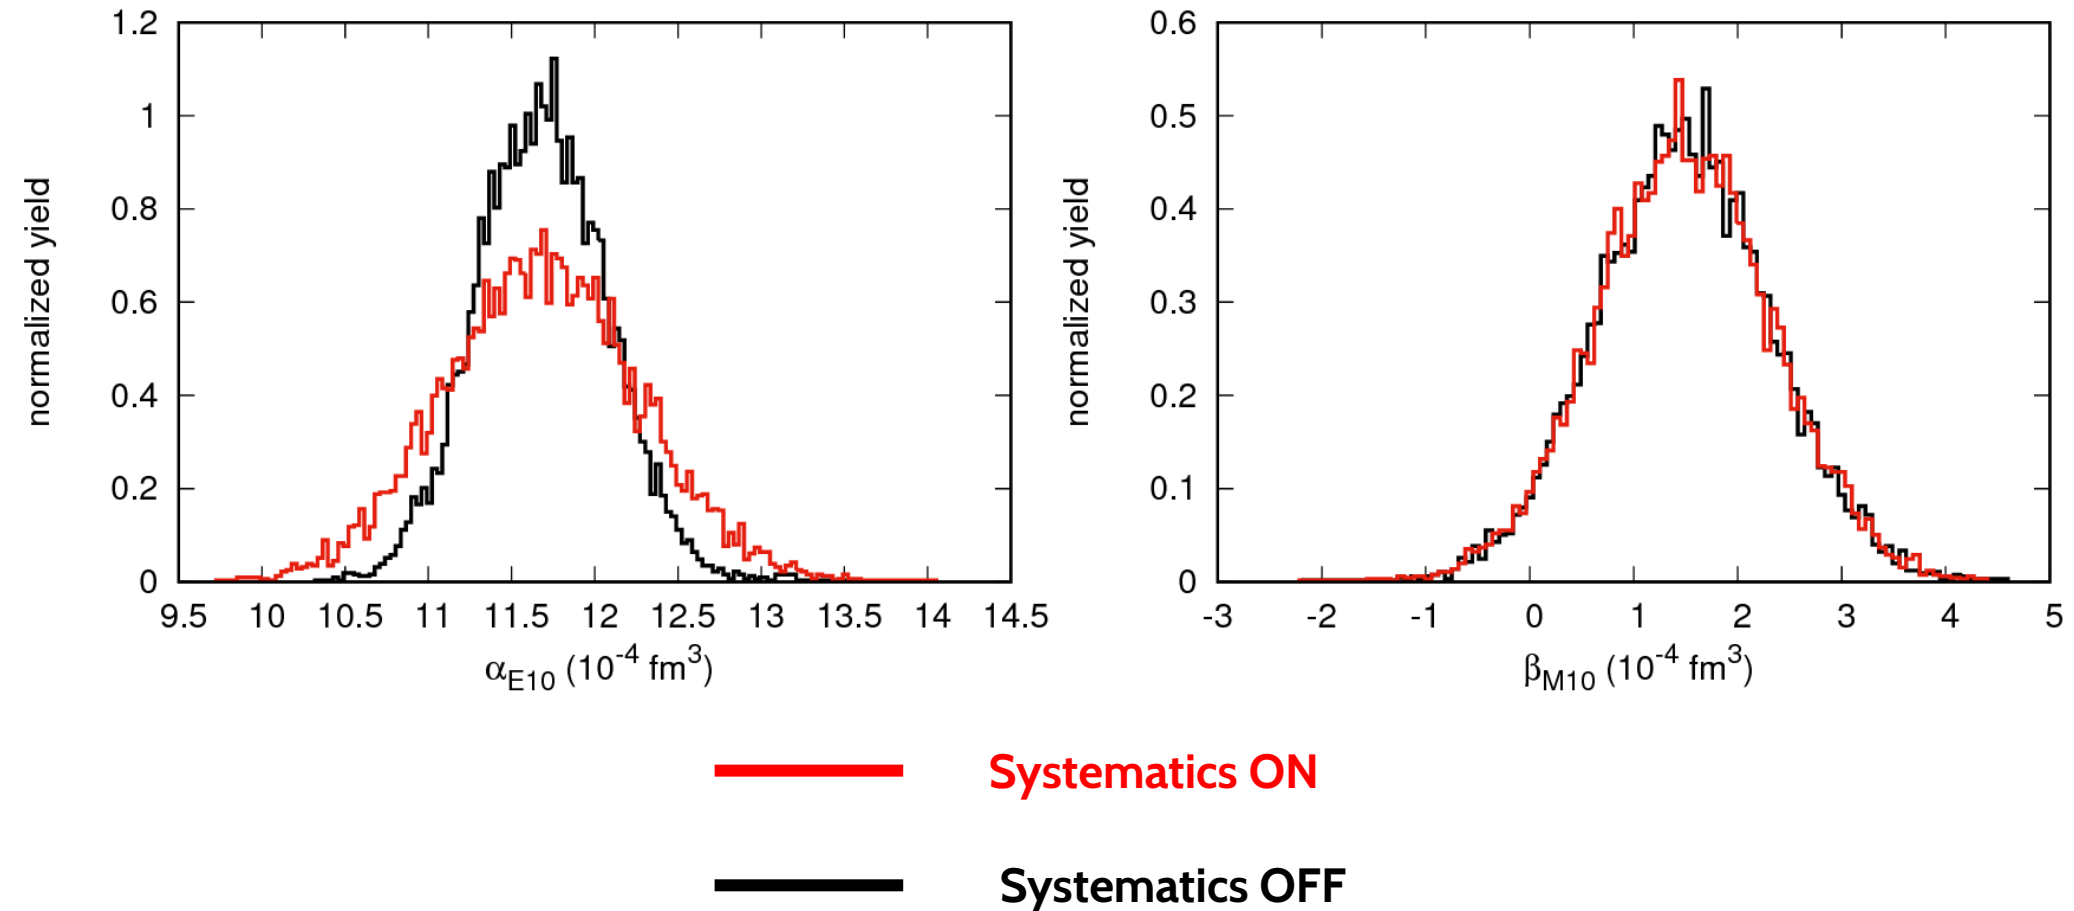 normalized yield
1.2
1
0.8
0.6
0.4
0.2
0
9.5 10 10.5 11 11.5 12 12.5 13 13.5 14 14.5
αE10 (10-4 fm3)
normalized yield
0.6
0.5
0.4
0.3
0.2
0.1
0
-3 -2 -1 0 1 2 3 4 5
βM10 (10-4 fm3)
Systematics ON
Systematics OFF